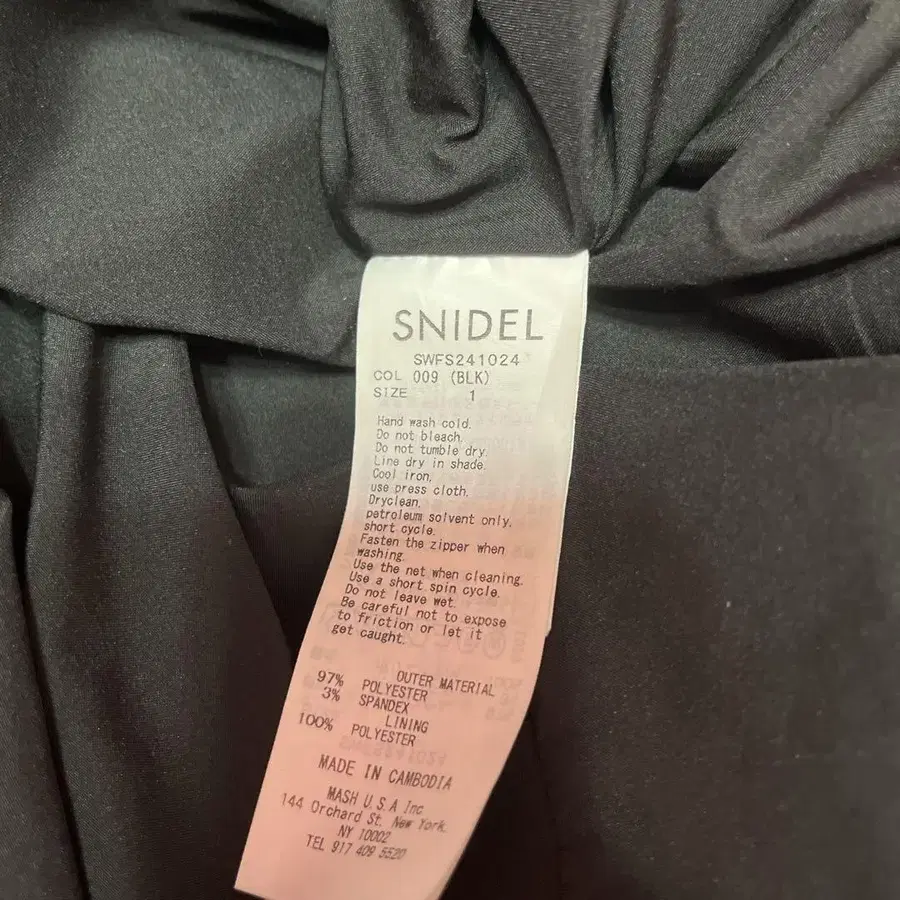 SNIDEL
SWFS241024
COL 009 (BLK)
SIZE 1
Hand wash cold.
Do not bleach.
Do not tumble dry.
Line dry in shade.
Cool iron,
use press cloth.
Dryclean,
petroleum solvent only,
short cycle.
Fasten the zipper when
washing.
Use the net when cleaning.
Use a short spin cycle.
Do not leave wet.
Be careful not to expose
to friction or let it
get caught.
OUTER MATERIAL
97% POLYESTER
3% SPANDEX
LINING
100% POLYESTER
MADE IN CAMBODIA
MASH U.S.A Inc
144 Orchard St. New York.
NY 10002
TEL 917 409 5520